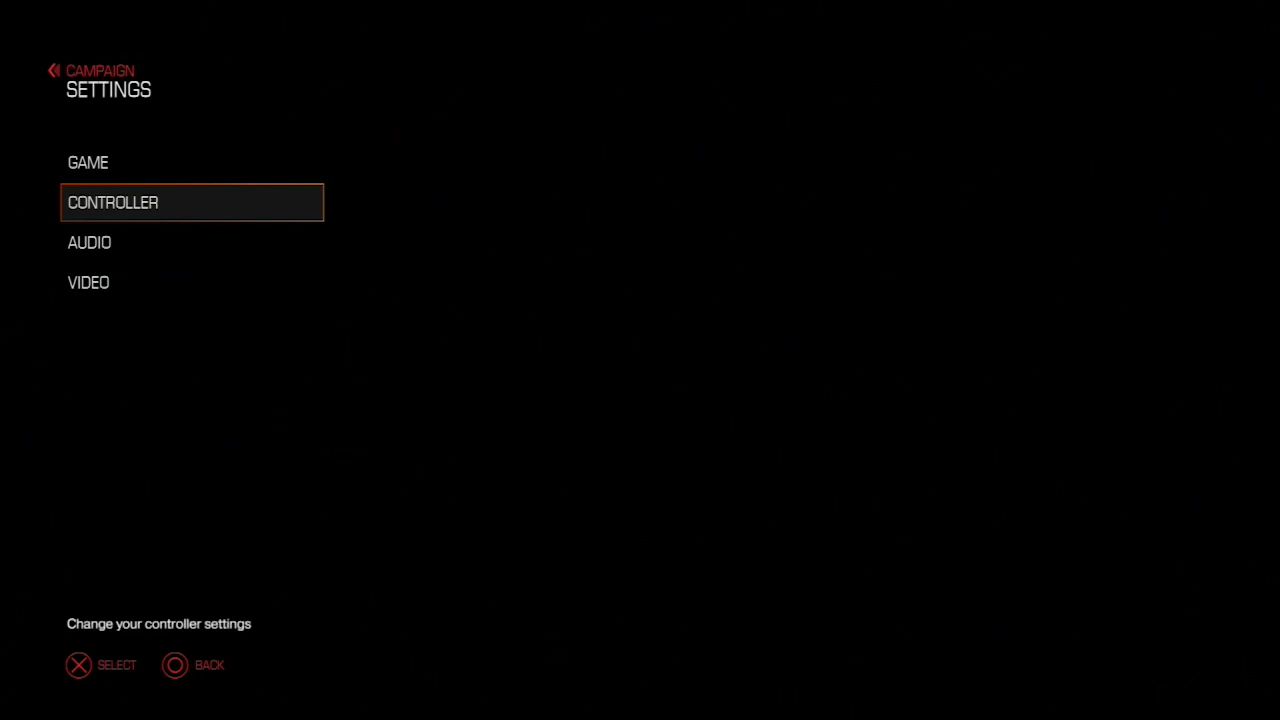 CAMPAIGN
SETTINGS
GAME
CONTROLLER
AUDIO
VIDEO
Change your controller settings
SELECT BACK